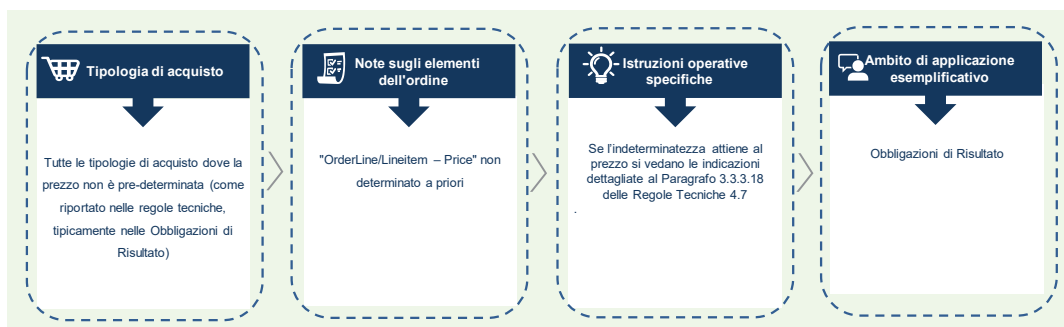 Tipologia di acquisto
Tutte le tipologie di acquisto dove la
prezzo non è pre-determinata (come
riportato nelle regole tecniche,
tipicamente nelle Obbligazioni di
Risultato)
Note sugli elementi
dell'ordine
"OrderLine/Lineitem – Price" non
determinato a priori
Istruzioni operative
specifiche
Se l'indeterminatezza attiene al
prezzo si vedano le indicazioni
dettagliate al Paragrafo 3.3.3.18
delle Regole Tecniche 4.7
.
Ambito di applicazione
esemplificativo
Obbligazioni di Risultato